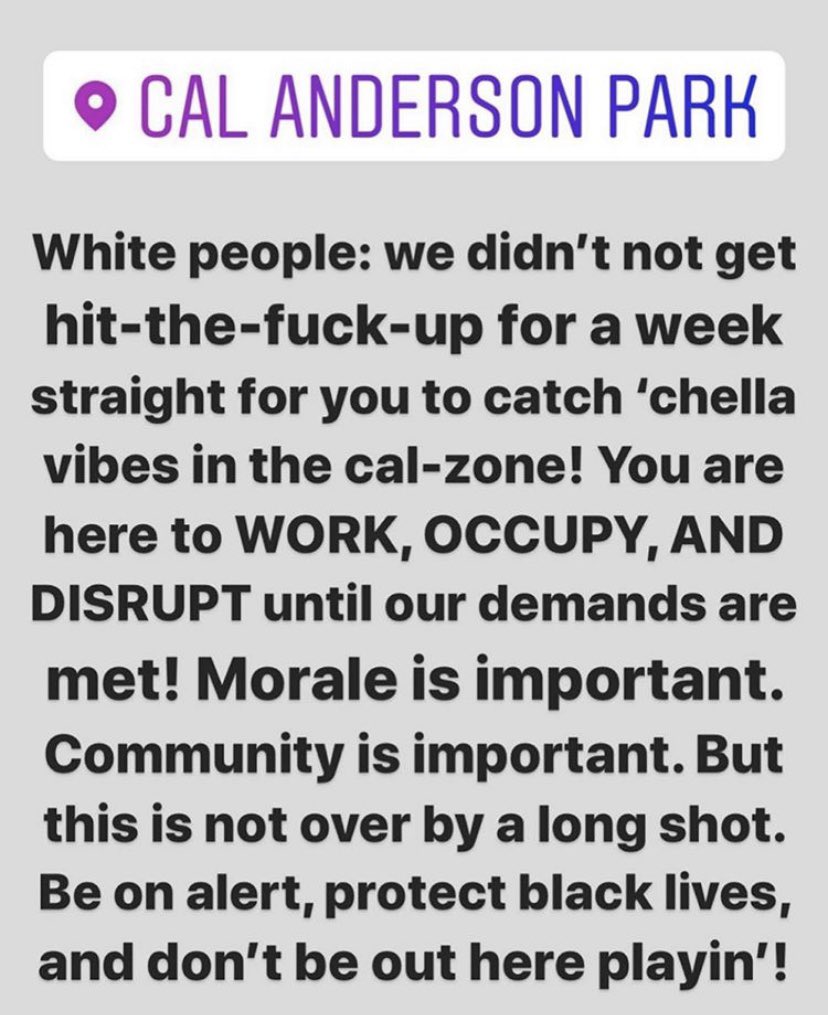 CAL ANDERSON PARK
White people: we didn’t not get
hit-the-fuck-up for a week
straight for you to catch ‘chella
vibes in the cal-zone! You are
here to WORK, OCCUPY, AND
DISRUPT until our demands are
met! Morale is important.
Community is important. But
this is not over by a long shot.
Be on alert, protect black lives,
and don’t be out here playin’!